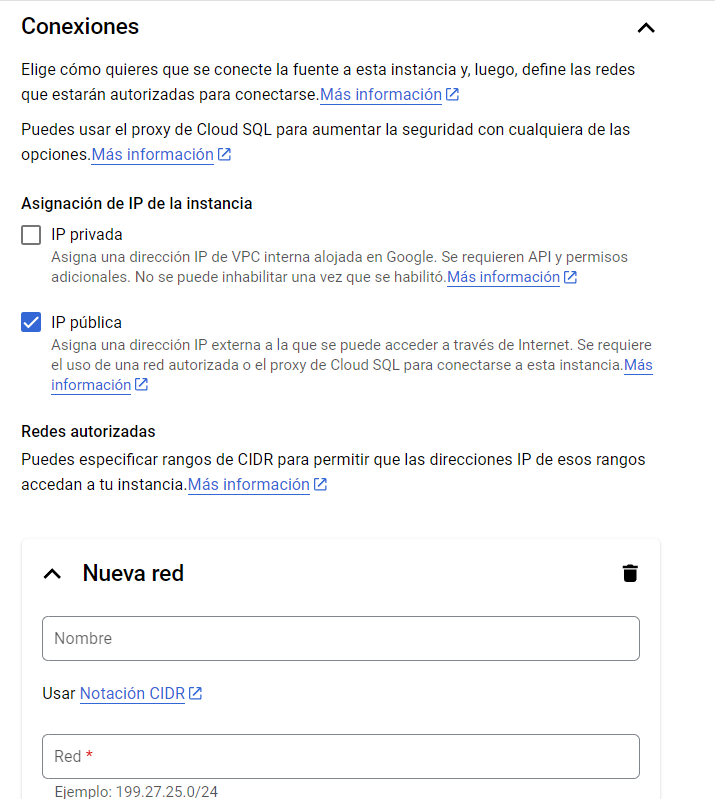 Conexiones
Elige cómo quieres que se conecte la fuente a esta instancia y, luego, define las redes
que estarán autorizadas para conectarse.Más información
Puedes usar el proxy de Cloud SQL para aumentar la seguridad con cualquiera de las
opciones.Más información
Asignación de IP de la instancia
IP privada
Asigna una dirección IP de VPC interna alojada en Google. Se requieren API y permisos
adicionales. No se puede inhabilitar una vez que se habilitó.Más información
IP pública
Asigna una dirección IP externa a la que se puede acceder a través de Internet. Se requiere
el uso de una red autorizada o el proxy de Cloud SQL para conectarse a esta instancia.Más
información
Redes autorizadas
Puedes especificar rangos de CIDR para permitir que las direcciones IP de esos rangos
accedan a tu instancia.Más información
Nueva red
Nombre
Usar Notación CIDR
Red *
Ejemplo: 199.27.25.0/24